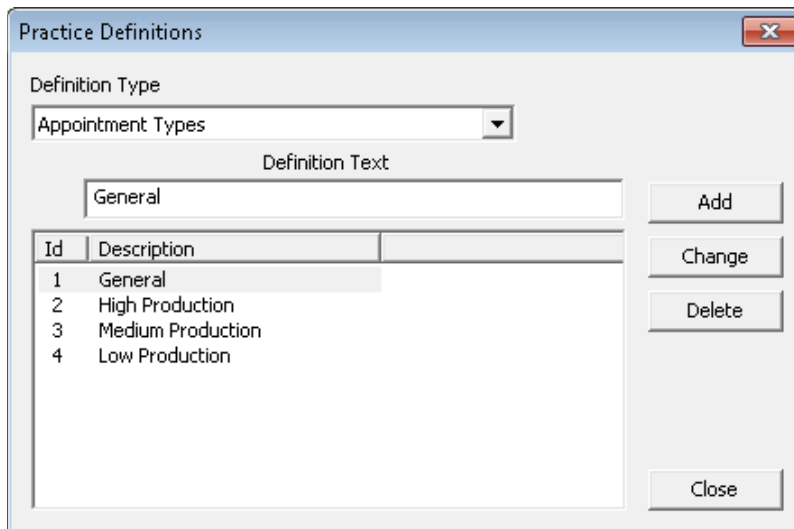 Practice Definitions
Definition Type
Appointment Types
Definition Text
General
Add
Id Description
Change
1 General
2 High Production
Delete
3 Medium Production
4 Low Production
Close